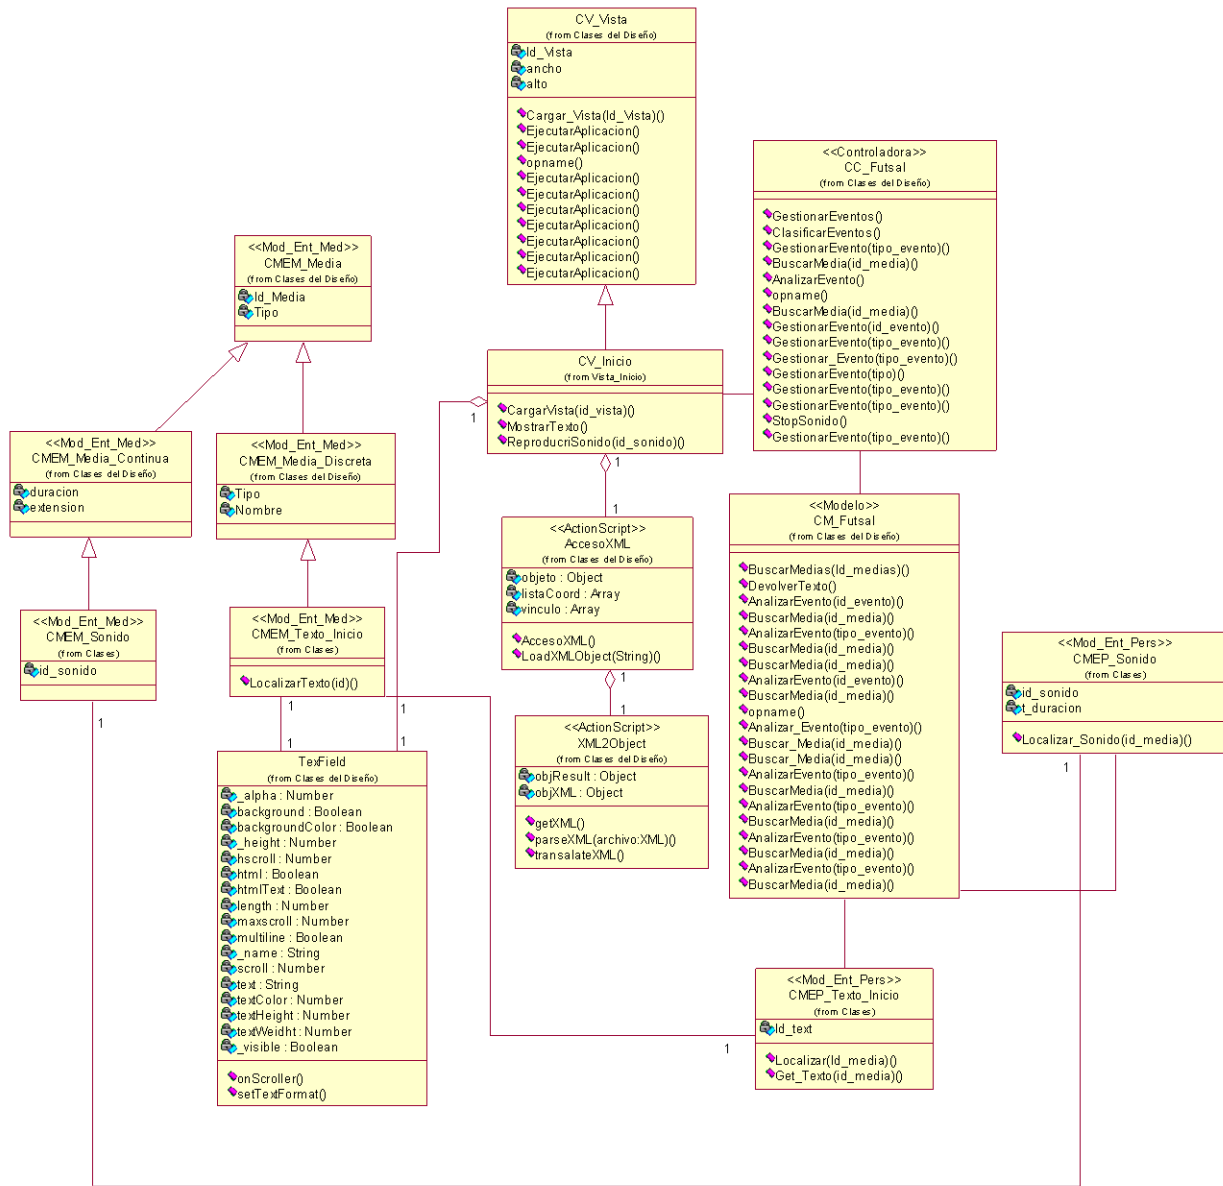 CV_Vista
(from Clases del Diseño)
Id_Vista
ancho
alto
Cargar_Vista(Id_Vista)()
EjecutarAplicacion()
EjecutarAplicacion()
opname()
EjecutarAplicacion()
EjecutarAplicacion()
EjecutarAplicacion()
EjecutarAplicacion()
EjecutarAplicacion()
EjecutarAplicacion()
EjecutarAplicacion()
<<Controladora>>
CC_Futsal
(from Clases del Diseño)
GestionarEventos()
ClasificarEventos()
GestionarEvento(tipo_evento)()
BuscarMedia(id_media)()
AnalizarEvento()
opname()
BuscarMedia(id_media)()
GestionarEvento(id_evento)()
GestionarEvento(tipo_evento)()
Gestionar_Evento(tipo_evento)()
GestionarEvento(tipo)()
GestionarEvento(tipo_evento)()
GestionarEvento(tipo_evento)()
StopSonido()
GestionarEvento(tipo_evento)()
<<Mod_Ent_Med>>
CMEM_Media
(from Clases del Diseño)
Id_Media
Tipo
CV_Inicio
(from Vista_Inicio)
CargarVista(id_vista)()
MostrarTexto()
ReproducriSonido(id_sonido)()
1
1
1
<<Mod_Ent_Med>>
CMEM_Media_Continua
(from Clases del Diseño)
duracion
extension
<<Mod_Ent_Med>>
CMEM_Media_Discreta
(from Clases del Diseño)
Tipo
Nombre
<<ActionScript>>
AccesoXML
(from Clases del Diseño)
objeto : Object
listaCoord : Array
vinculo : Array
AccesoXML()
LoadXMLObject(String)()
1
1
<<Modelo>>
CM_Futsal
(from Clases del Diseño)
BuscarMedias(Id_medias)()
DevolverTexto()
AnalizarEvento(id_evento)()
BuscarMedia(id_media)()
AnalizarEvento(tipo_evento)()
BuscarMedia(id_media)()
BuscarMedia(id_media)()
AnalizarEvento(id_evento)()
BuscarMedia(id_media)()
opname()
Analizar_Evento(tipo_evento)()
Buscar_Media(id_media)()
Buscar_Media(id_media)()
AnalizarEvento(tipo_evento)()
BuscarMedia(id_media)()
AnalizarEvento(tipo_evento)()
BuscarMedia(id_media)()
AnalizarEvento(tipo_evento)()
BuscarMedia(id_media)()
AnalizarEvento(tipo_evento)()
BuscarMedia(id_media)()
<<Mod_Ent_Med>>
CMEM_Sonido
(from Clases)
id_sonido
1
<<Mod_Ent_Med>>
CMEM_Texto_Inicio
(from Clases)
LocalizarTexto(id)()
1
1
1
1
<<Mod_Ent_Pers>>
CMEP_Sonido
(from Clases)
id_sonido
t_duracion
Localizar_Sonido(id_media)()
1
<<ActionScript>>
XML2Object
(from Clases del Diseño)
objResult : Object
objXML : Object
getXML()
parseXML(archivo:XML)()
transalateXML()
TexField
(from Clases del Diseño)
_alpha : Number
background : Boolean
backgroundColor : Boolean
_height : Number
hscroll : Number
html : Boolean
htmlText : Boolean
length : Number
maxscroll : Number
multiline : Boolean
_name : String
scroll : Number
text : String
textColor : Number
textHeight : Number
textWeidht : Number
_visible : Boolean
onScroller()
setTextFormat()
<<Mod_Ent_Pers>>
CMEP_Texto_Inicio
(from Clases)
Id_text
Localizar(Id_media)()
Get_Texto(id_media)()
1